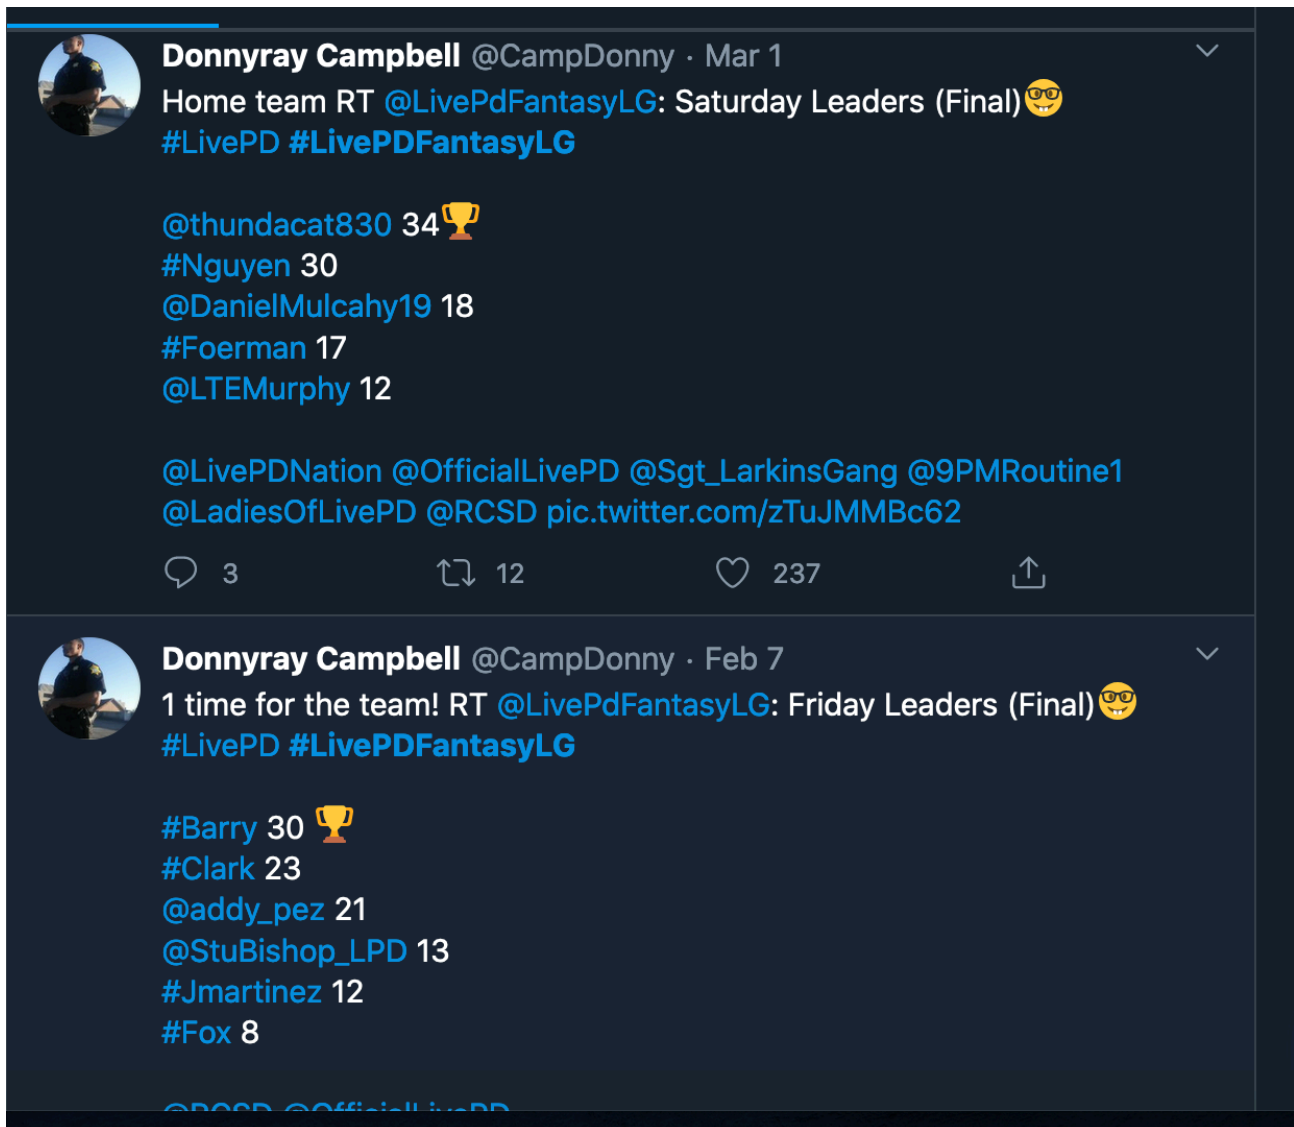 Donnyray Campbell @CampDonny · Mar 1
Home team RT @LivePdFantasyLG: Saturday Leaders (Final)🤓
#LivePD #LivePDFantasyLG
@thundacat830 34🏆
#Nguyen 30
@DanielMulcahy19 18
#Foerman 17
@LTEMurphy 12
@LivePDNation @OfficialLivePD @Sgt_LarkinsGang @9PMRoutine1
@LadiesOfLivePD @RCSD pic.twitter.com/zTuJMMBc62
3 12 237
Donnyray Campbell @CampDonny · Feb 7
1 time for the team! RT @LivePdFantasyLG: Friday Leaders (Final)🤓
#LivePD #LivePDFantasyLG
#Barry 30 🏆
#Clark 23
@addy_pez 21
@StuBishop_LPD 13
#Jmartinez 12
#Fox 8
@RCSD @OfficialLivePD